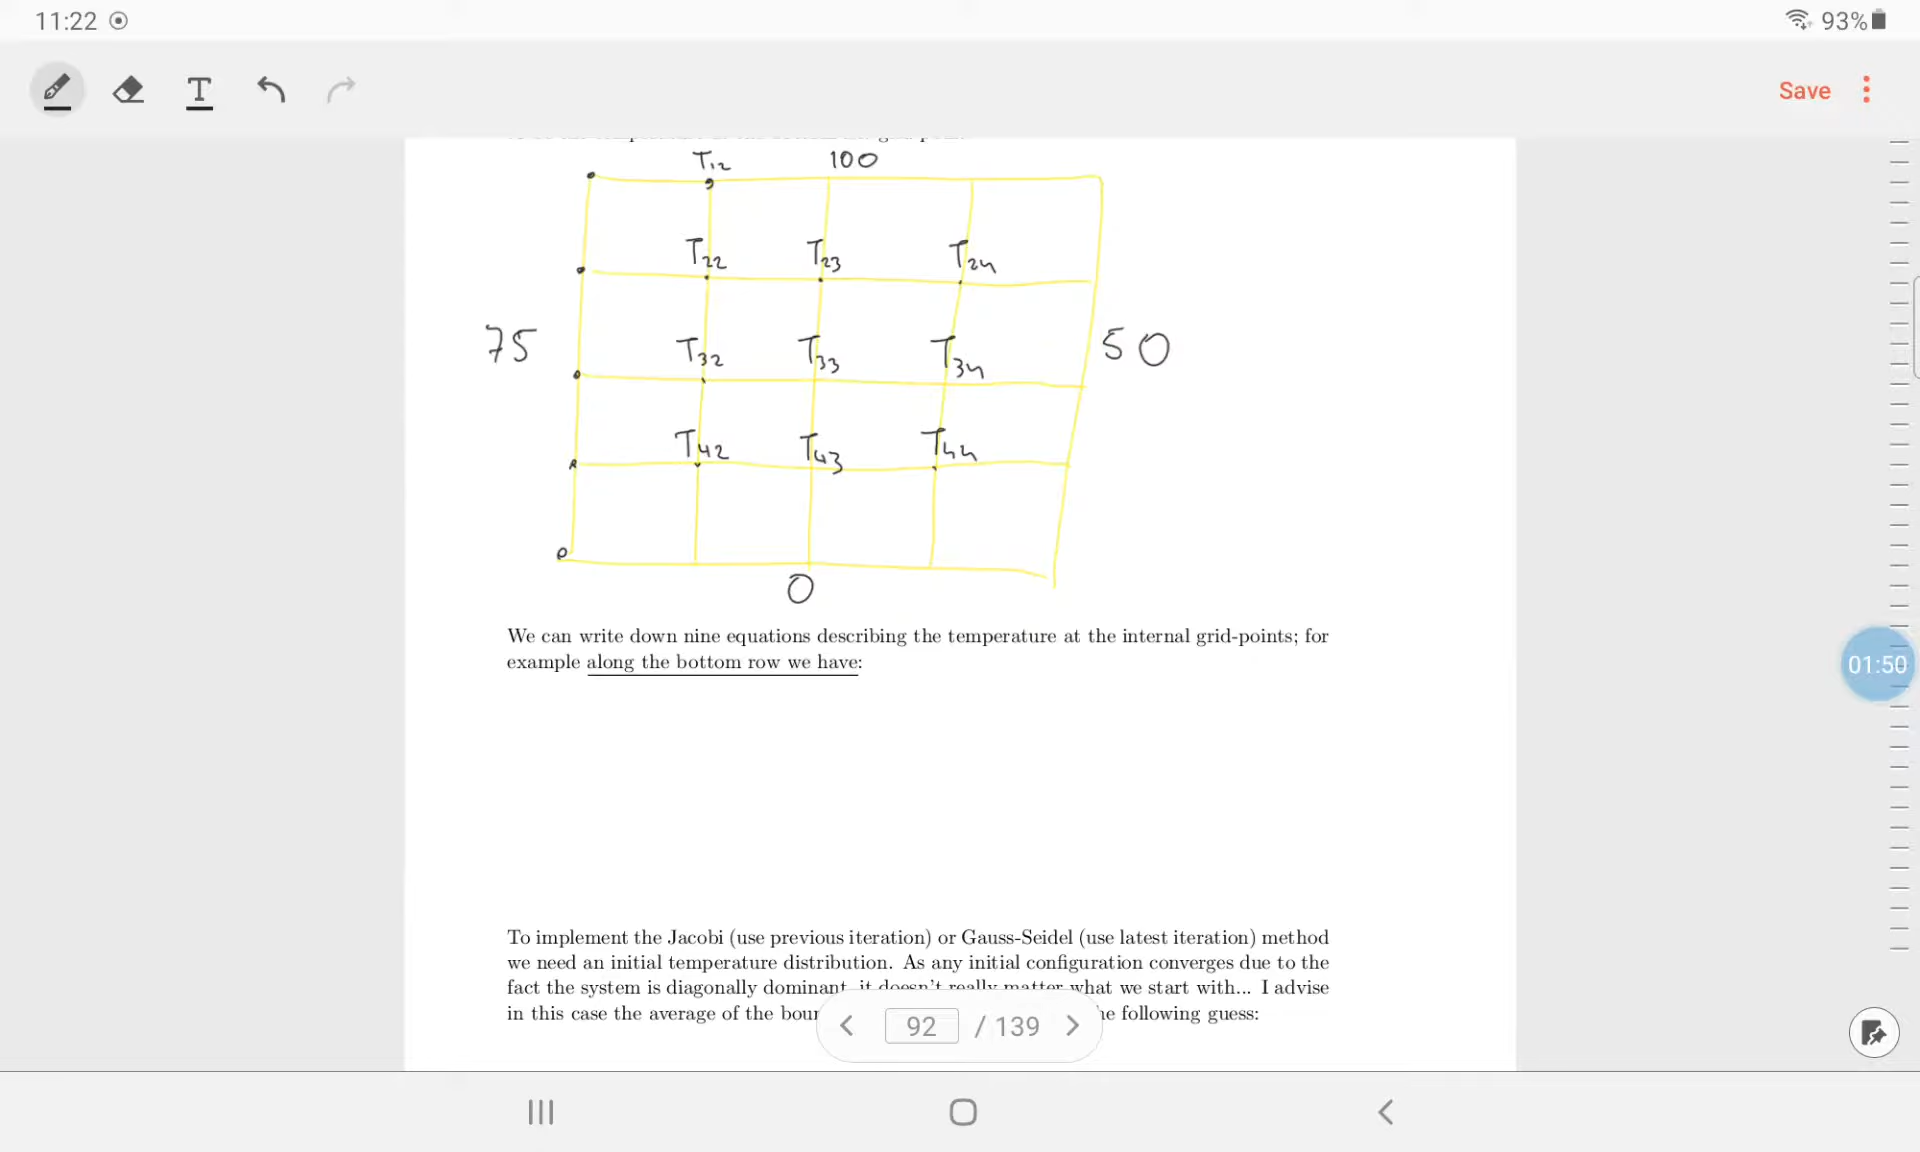 11:22
93%
T
Save
T12 100
T22 T23 T24
75 T32 T33 T34 50
T42 T43 T44
0
We can write down nine equations describing the temperature at the internal grid-points; for
example along the bottom row we have:
01:50
To implement the Jacobi (use previous iteration) or Gauss-Seidel (use latest iteration) method
we need an initial temperature distribution. As any initial configuration converges due to the
fact the system is diagonally dominant, it doesn't really matter what we start with... I advise
in this case the average of the following guess:
92 / 139